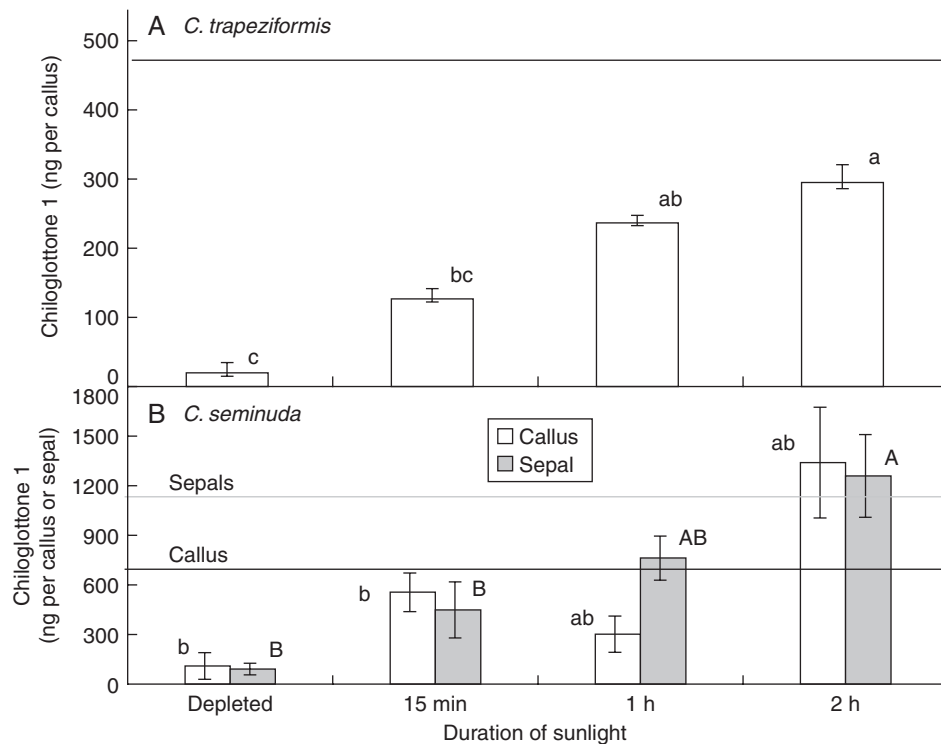 A C. trapeziformis
Chiloglottone 1 (ng per callus)
500
400
300
200
100
0
c
bc
ab
a
B C. seminuda
Chiloglottone 1
(ng per callus or sepal)
1800
1500
1200
900
600
300
0
Callus
Sepal
Sepals
Callus
b
B
b
B
ab
AB
ab
A
Depleted
15 min
1 h
2 h
Duration of sunlight